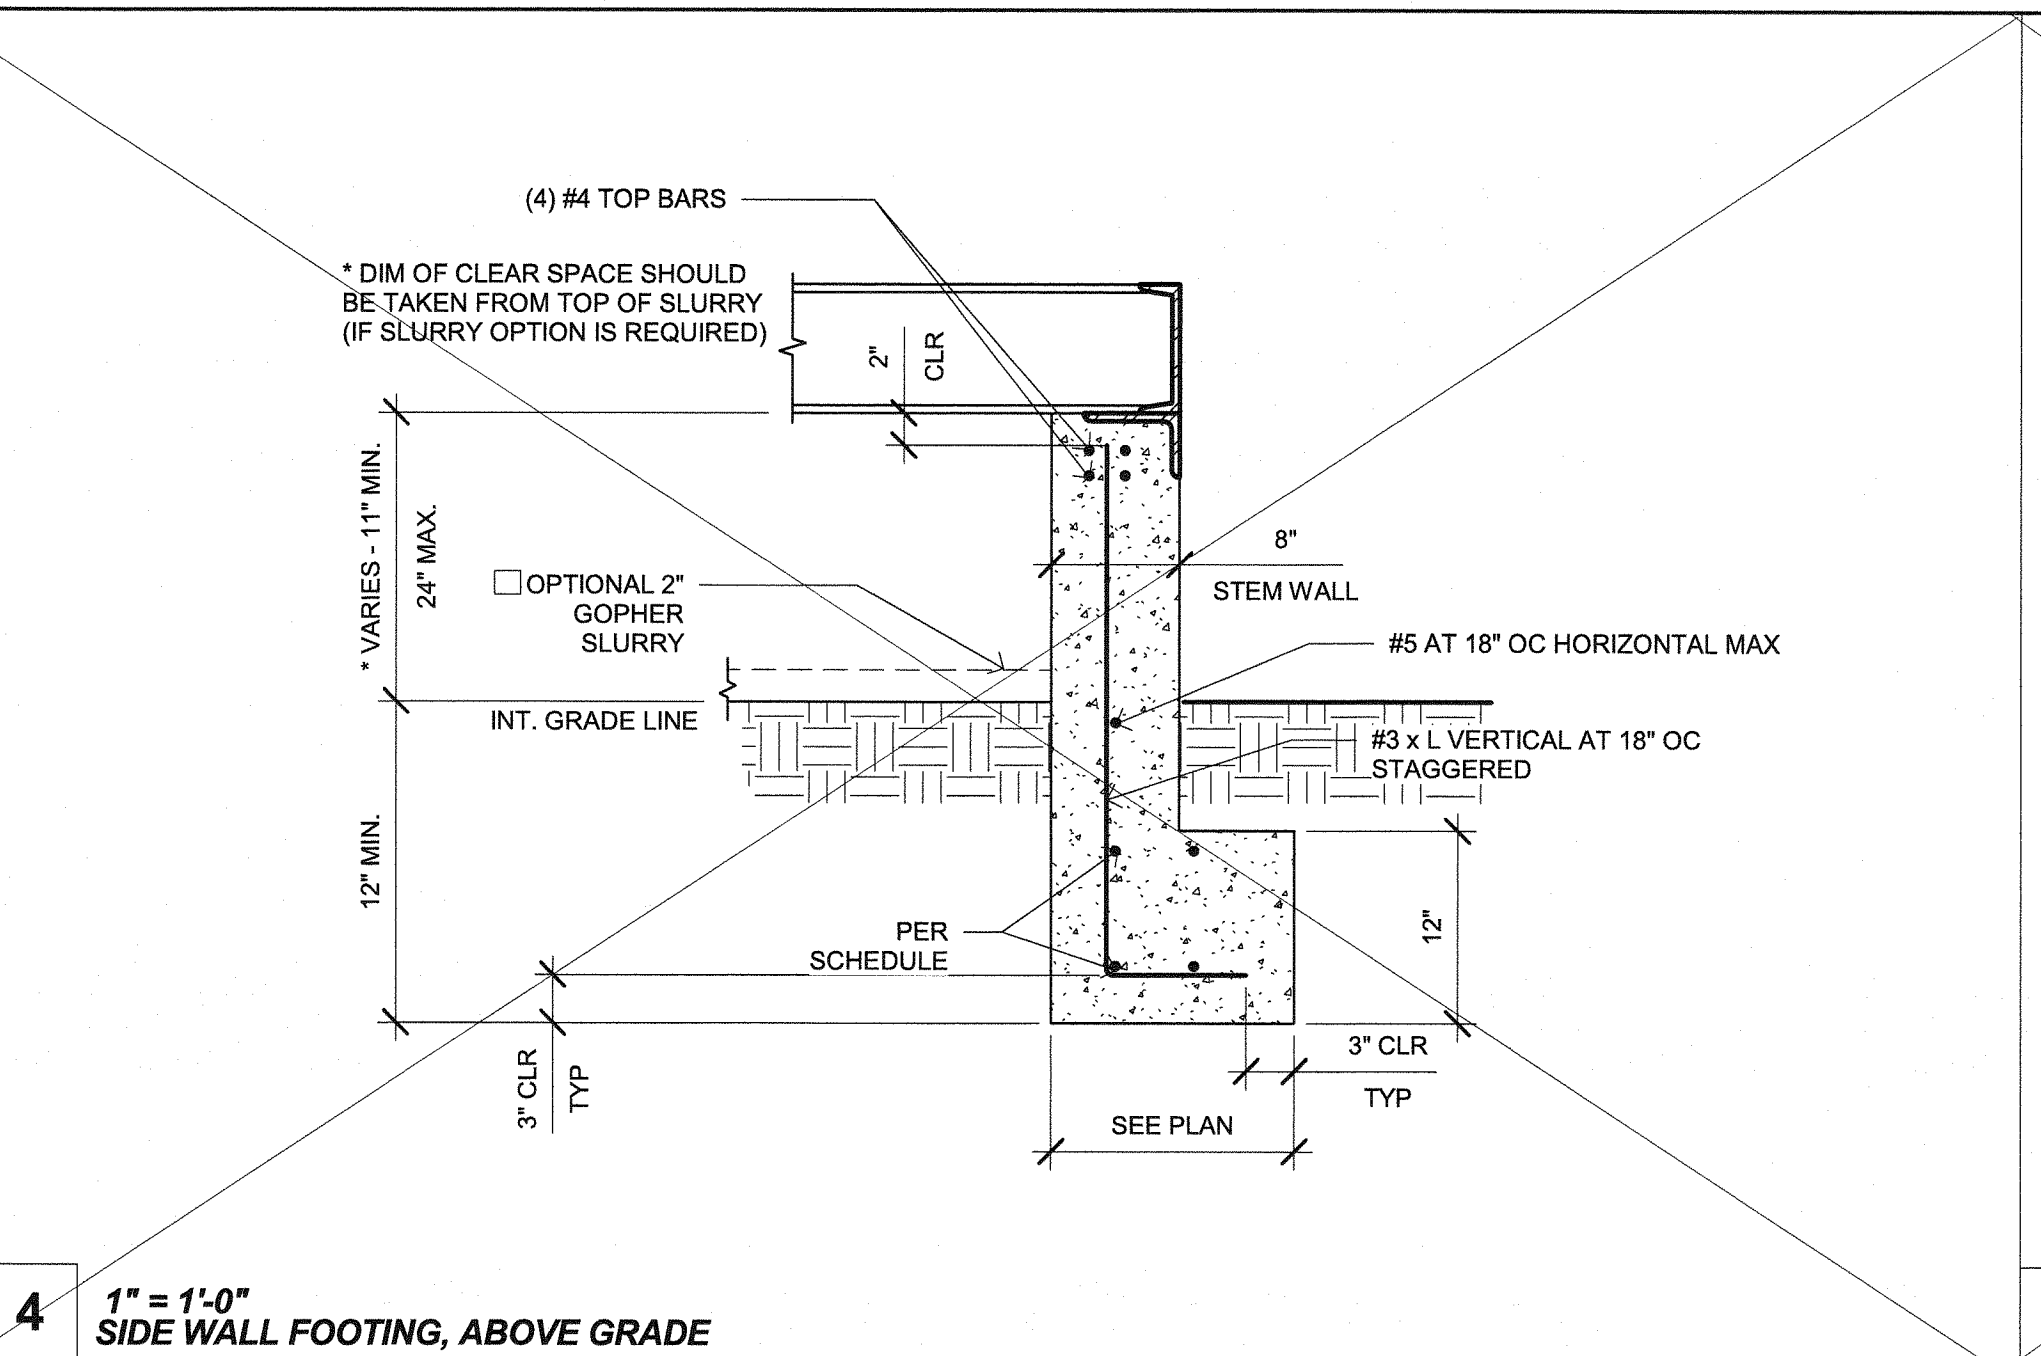 (4) #4 TOP BARS
* DIM OF CLEAR SPACE SHOULD
BE TAKEN FROM TOP OF SLURRY
(IF SLURRY OPTION IS REQUIRED)
2"
CLR
* VARIES - 11" MIN.
24" MAX.
OPTIONAL 2"
GOPHER
SLURRY
8"
STEM WALL
#5 AT 18" OC HORIZONTAL MAX
INT. GRADE LINE
#3 x L VERTICAL AT 18" OC
STAGGERED
12" MIN.
PER
SCHEDULE
12"
3" CLR
TYP
3" CLR
TYP
SEE PLAN
4
1" = 1'-0"
SIDE WALL FOOTING, ABOVE GRADE